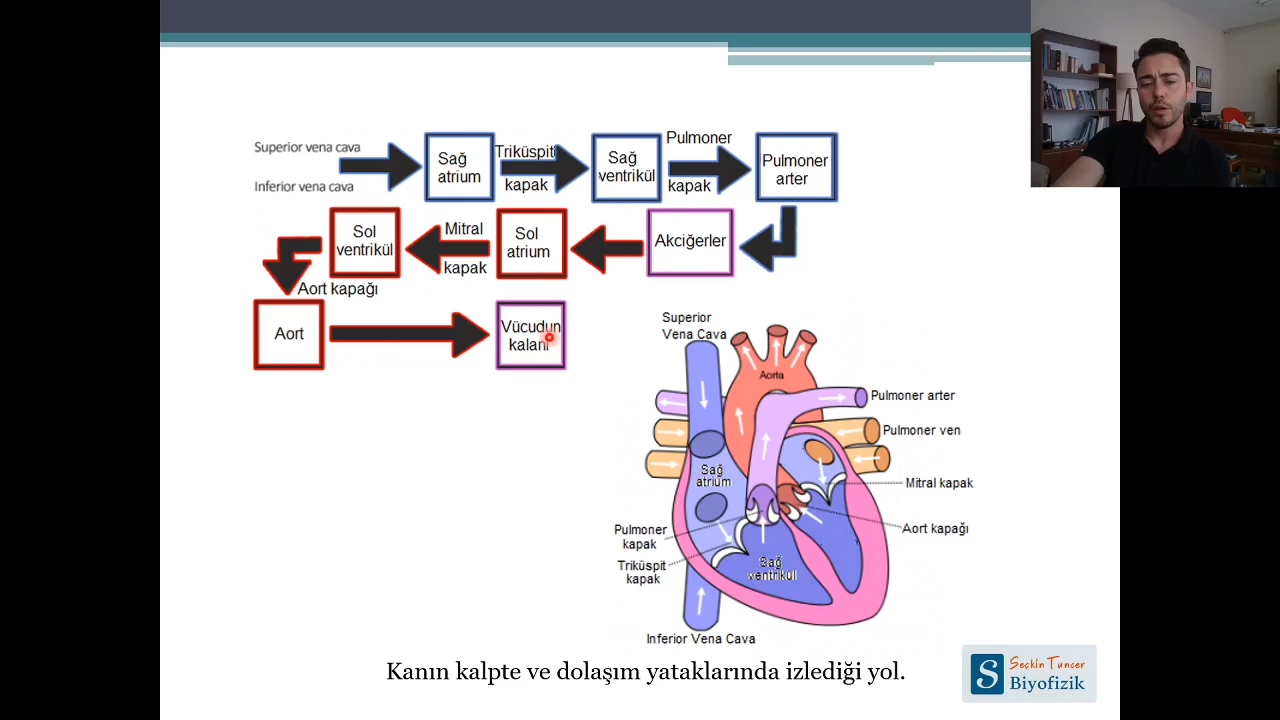 Superior vena cava
Inferior vena cava
Sağ
atrium
Triküspit
kapak
Sağ
ventrikül
Pulmoner
kapak
Pulmoner
arter
Sol
ventrikül
Mitral
kapak
Sol
atrium
Akciğerler
Aort kapağı
Aort
Vücudun
kalanı
Superior
Vena Cava
Aorta
Pulmoner arter
Pulmoner ven
Sağ
atrium
Mitral kapak
Pulmoner
kapak
Aort kapağı
Triküspit
kapak
Sağ
ventrikül
Inferior Vena Cava
Kanın kalpte ve dolaşım yataklarında izlediği yol.
S
Seçkin Tuncer
Biyofizik